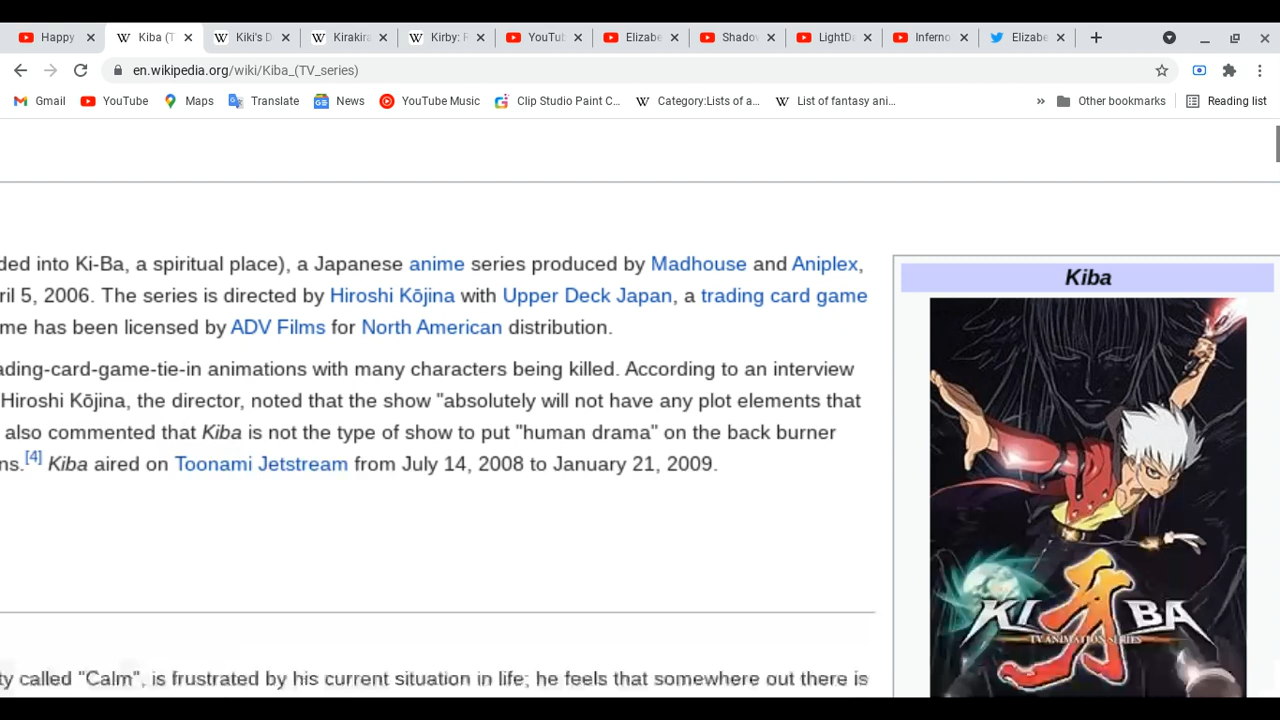 Happy
Kiba (T
Kiki's D
Kirakira
Kirby: R
YouTub
Elizabe
Shadow
LightDa
Inferno
Elizabe
en.wikipedia.org/wiki/Kiba_(TV_series)
Gmail
YouTube
Maps
Translate
News
YouTube Music
Clip Studio Paint C...
Category:Lists of a...
List of fantasy ani...
»
Other bookmarks
Reading list
ded into Ki-Ba, a spiritual place), a Japanese anime series produced by Madhouse and Aniplex,
ril 5, 2006. The series is directed by Hiroshi Kōjina with Upper Deck Japan, a trading card game
me has been licensed by ADV Films for North American distribution.
ading-card-game-tie-in animations with many characters being killed. According to an interview
Hiroshi Kōjina, the director, noted that the show "absolutely will not have any plot elements that
also commented that Kiba is not the type of show to put "human drama" on the back burner
ns.[4] Kiba aired on Toonami Jetstream from July 14, 2008 to January 21, 2009.
ty called "Calm", is frustrated by his current situation in life; he feels that somewhere out there is
Kiba
KI牙BA
TV ANIMATION SERIES